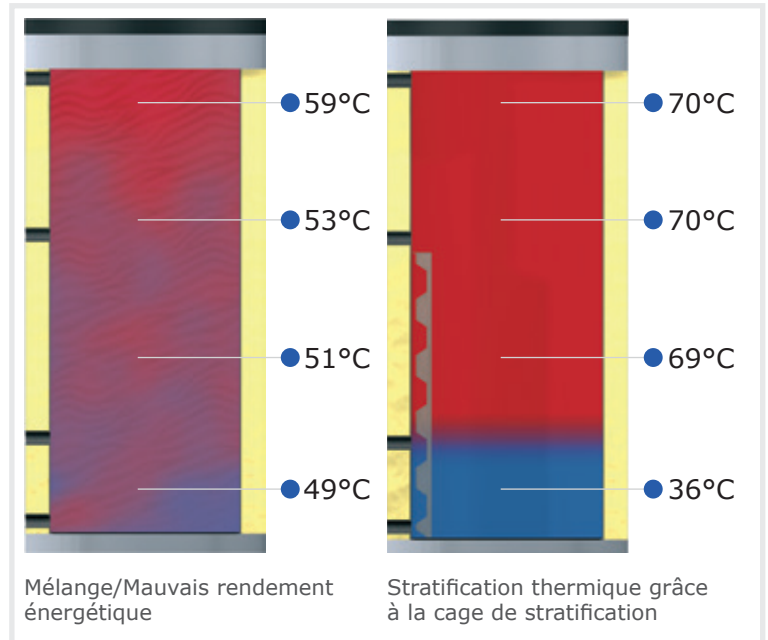 59°C
53°C
51°C
49°C
Mélange/Mauvais rendement
énergétique
70°C
70°C
69°C
36°C
Stratification thermique grâce
à la cage de stratification